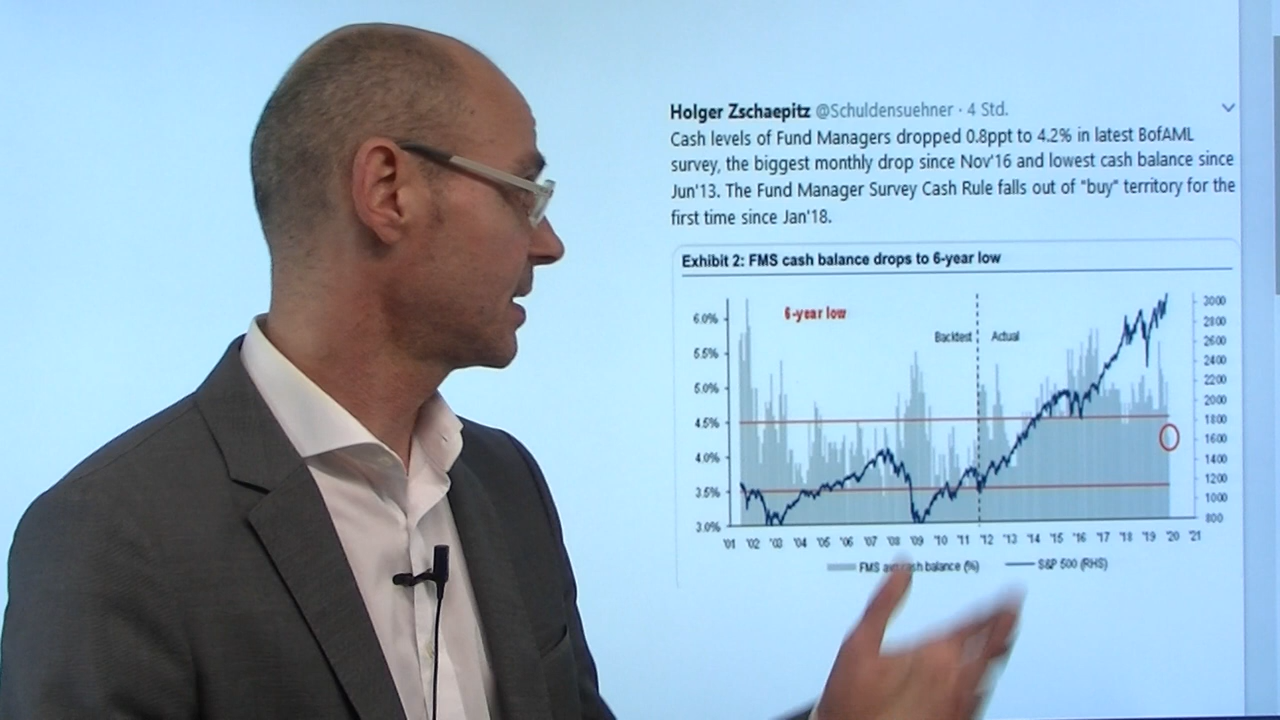 Holger Zschaepitz @Schuldensuehner · 4 Std.
Cash levels of Fund Managers dropped 0.8ppt to 4.2% in latest BofAML
survey, the biggest monthly drop since Nov'16 and lowest cash balance since
Jun'13. The Fund Manager Survey Cash Rule falls out of "buy" territory for the
first time since Jan'18.
Exhibit 2: FMS cash balance drops to 6-year low
6-year low
Backtest Actual
6.0%
5.5%
5.0%
4.5%
4.0%
3.5%
3.0%
3000
2800
2600
2400
2200
2000
1800
1600
1400
1200
1000
800
'01 '02 '03 '04 '05 '06 '07 '08 '09 '10 '11 '12 '13 '14 '15 '16 '17 '18 '19 '20 '21
FMS avg cash balance (%) S&P 500 (RHS)